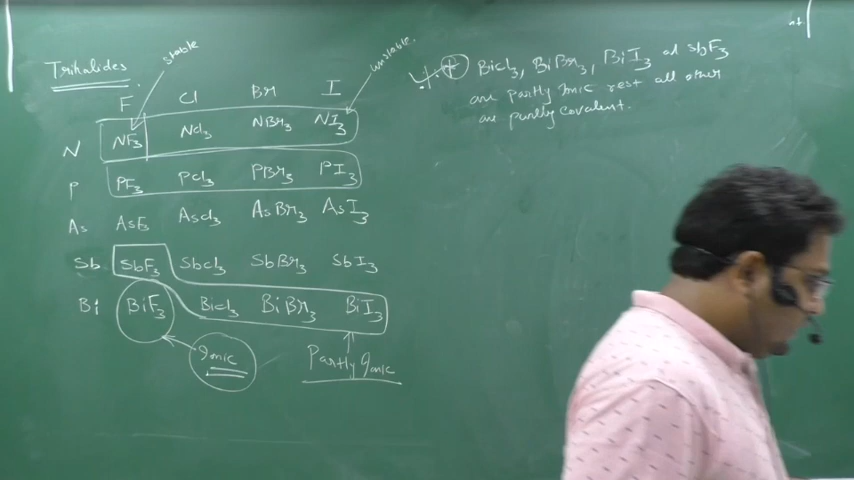 Trihalides
stable
unstable.
F Cl Br I
N NF3 NCl3 NBr3 NI3
P PF3 PCl3 PBr3 PI3
As AsF3 AsCl3 AsBr3 AsI3
Sb SbF3 SbCl3 SbBr3 SbI3
Bi BiF3 BiCl3 BiBr3 BiI3
Ionic
Partly Ionic
BiCl3, BiBr3, BiI3 and SbF3
are partly ionic rest all other
are partly covalent.